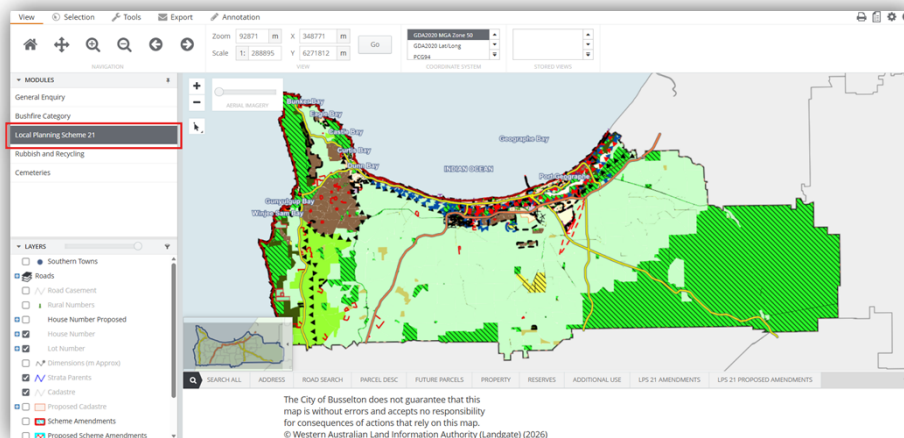 View Selection Tools Export Annotation
Zoom 92871 m X 348771 m Go
Scale 1: 288895 Y 6271812 m
GDA2020 MGA Zone 50
GDA2020 Lat/Long
PCG94
NAVIGATION VIEW COORDINATE SYSTEM STORED VIEWS
MODULES
General Enquiry
Bushfire Category
Local Planning Scheme 21
Rubbish and Recycling
Cemeteries
AERIAL IMAGERY
Bunker Bay
Eagle Bay
Castle Bay
Curtis Bay
Geographe Bay
INDIAN OCEAN
Port Geographe
Gunyulgup Bay
LAYERS
Southern Towns
Roads
Road Casement
Rural Numbers
House Number Proposed
House Number
Lot Number
Dimensions (m Approx)
Strata Parents
Cadastre
Proposed Cadastre
Scheme Amendments
Proposed Scheme Amendments
SEARCH ALL ADDRESS ROAD SEARCH PARCEL DESC FUTURE PARCELS PROPERTY RESERVES ADDITIONAL USE LPS 21 AMENDMENTS LPS 21 PROPOSED AMENDMENTS
The City of Busselton does not guarantee that this
map is without errors and accepts no responsibility
for consequences of actions that rely on this map.
© Western Australian Land Information Authority (Landgate) (2026)